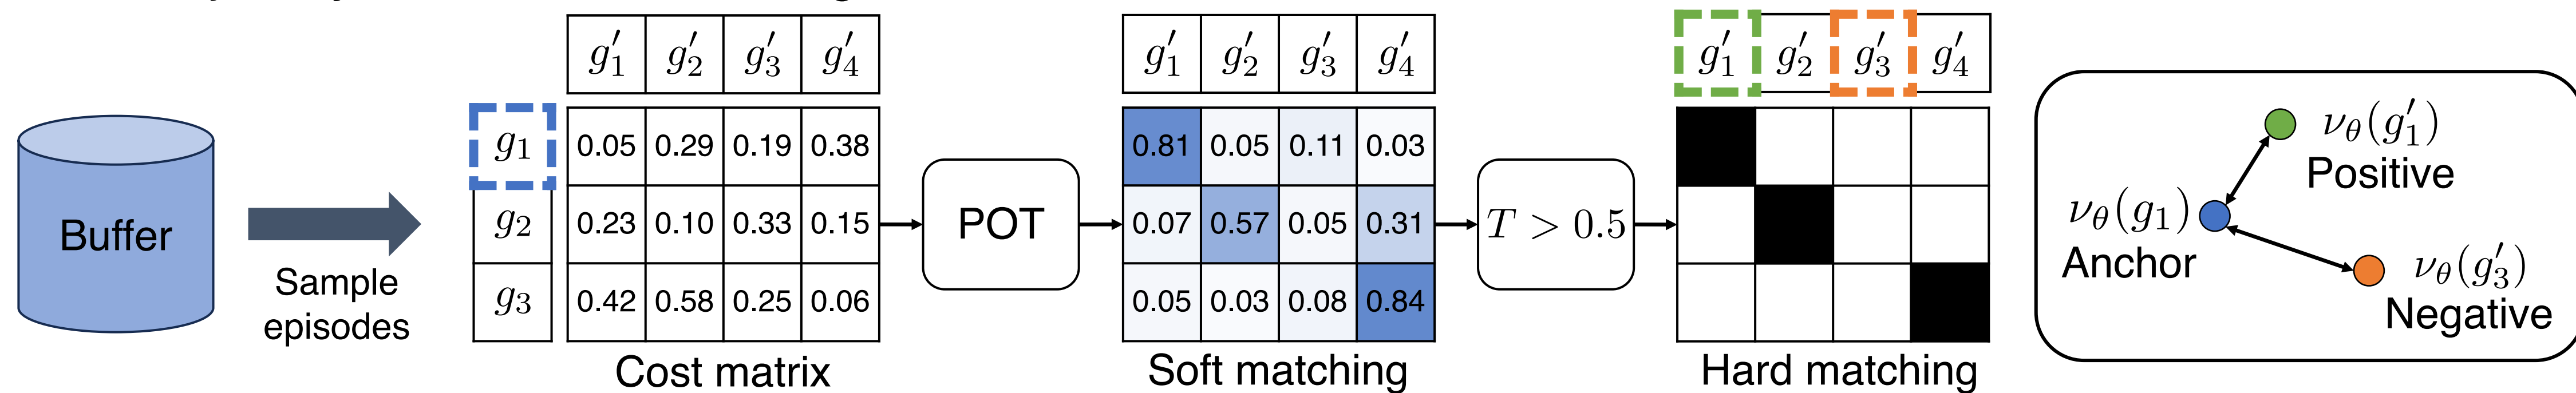 Buffer
Sample
episodes
g′₁ g′₂ g′₃ g′₄
g₁ 0.05 0.29 0.19 0.38
g₂ 0.23 0.10 0.33 0.15
g₃ 0.42 0.58 0.25 0.06
Cost matrix
POT
g′₁ g′₂ g′₃ g′₄
0.81 0.05 0.11 0.03
0.07 0.57 0.05 0.31
0.05 0.03 0.08 0.84
Soft matching
T > 0.5
g′₁ g′₂ g′₃ g′₄
Hard matching
ν_θ(g′₁)
Positive
ν_θ(g₁)
Anchor
ν_θ(g′₃)
Negative